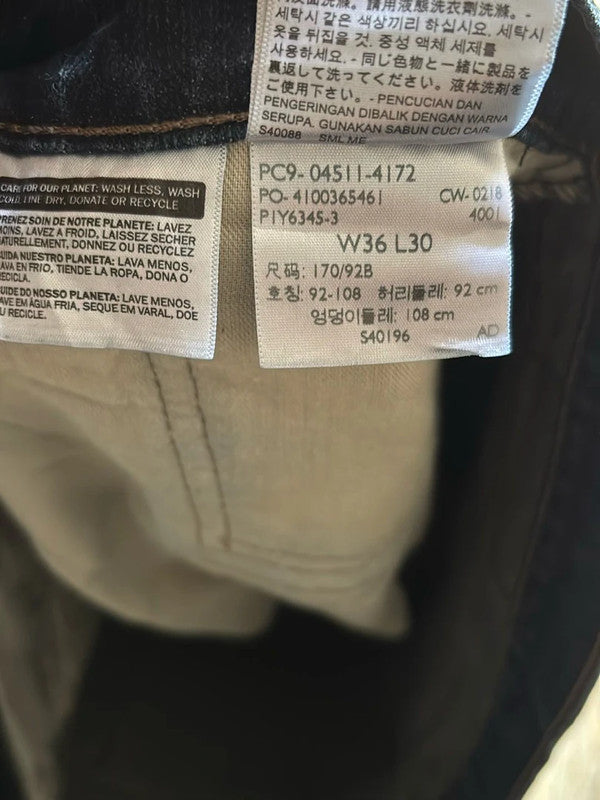 反面洗滌。請用液態洗衣劑洗滌。-
세탁시 같은 색상끼리 하십시오. 세탁시
옷을 뒤집을 것. 중성 액체 세제를
사용하세요. - 同じ色物と一緒に製品を
裏返して洗ってください。液体洗剤を
ご使用下さい。- PENCUCIAN DAN
PENGERINGAN DIBALIK DENGAN WARNA
SERUPA. GUNAKAN SABUN CUCI CAIR.
S40088 SML ME
CARE FOR OUR PLANET: WASH LESS, WASH
COLD, LINE DRY, DONATE OR RECYCLE
PRENEZ SOIN DE NOTRE PLANETE: LAVEZ
MOINS, LAVEZ A FROID, LAISSEZ SECHER
NATURELLEMENT, DONNEZ OU RECYCLEZ
UIDA NUESTRO PLANETA: LAVA MENOS,
LAVA EN FRIO, TIENDE LA ROPA, DONA O
RECICLA.
UIDE DO NOSSO PLANETA: LAVE MENOS,
AVE EM ÁGUA FRIA, SEQUE EM VARAL, DOE
U RECICLE.
PC9- 04511-4172
PO- 4100365461 CW- 0218
P1Y6345-3 4001
W36 L30
尺码: 170/92B
호칭: 92-108 허리둘레: 92 cm
엉덩이둘레: 108 cm
S40196 AD